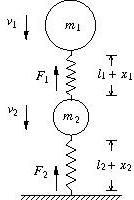 v₁
m₁
F₁
l₁ + x₁
v₂
m₂
F₂
l₂ + x₂